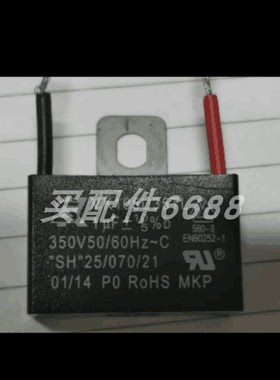 买配件6688
µF± 5%
560-8
350V50/60Hz~C
EN60252-1
"SH"25/070/21
01/14 P0 RoHS MKP